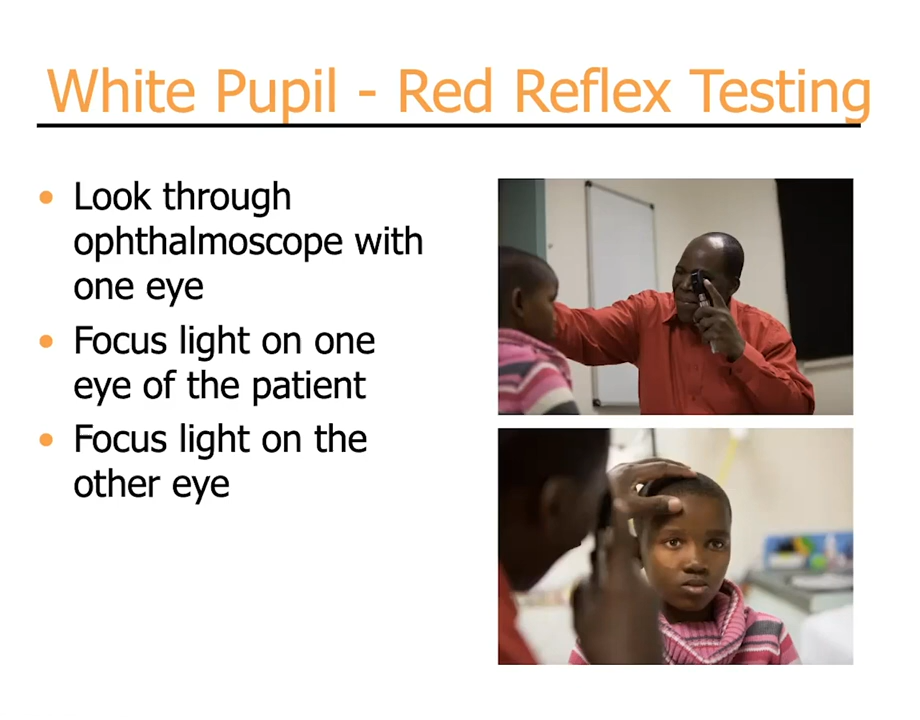 White Pupil - Red Reflex Testing
• Look through
ophthalmoscope with
one eye
• Focus light on one
eye of the patient
• Focus light on the
other eye